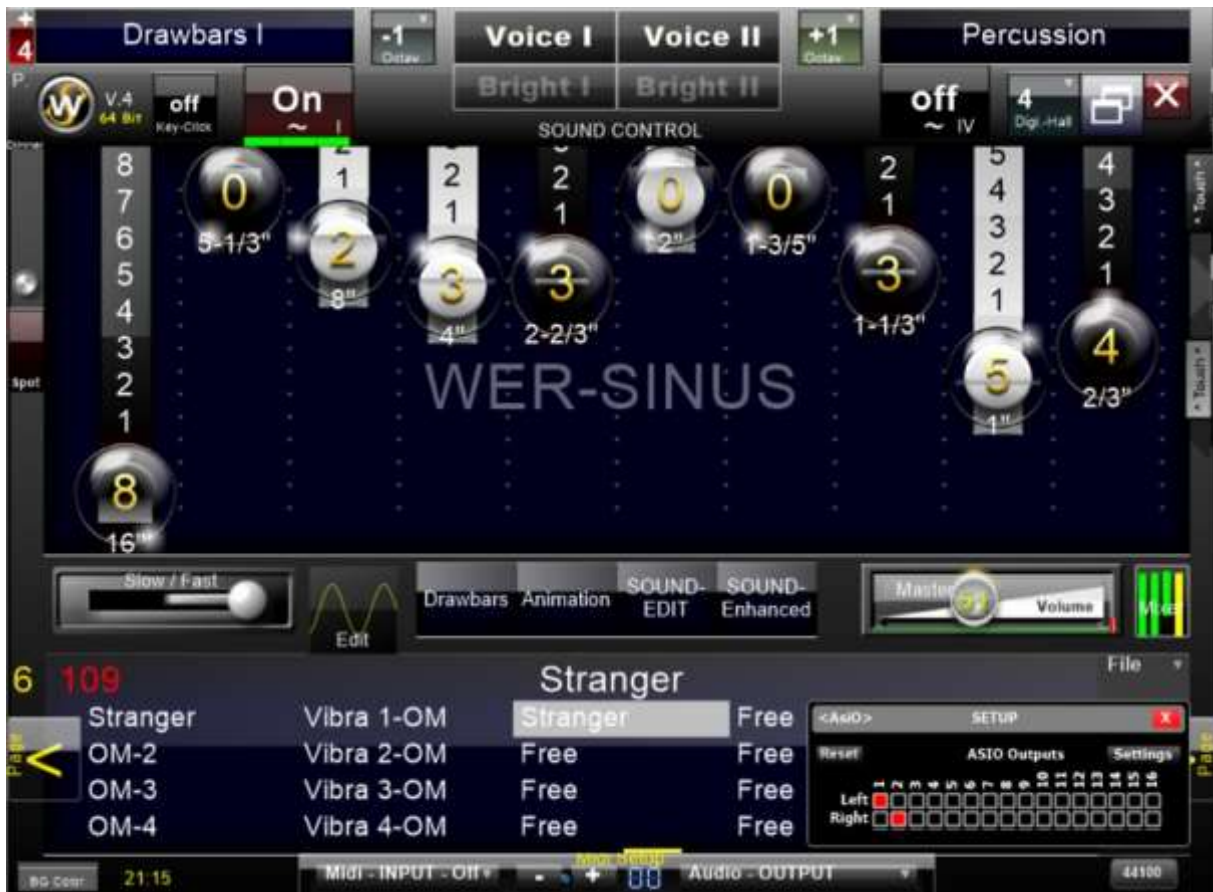 +
4
Drawbars I
-1
Octav
Voice I
Voice II
+1
Octav
Percussion
P.
W
V.4
64 Bit
off
Key-Click
On
~ I
Bright I
Bright II
SOUND CONTROL
off
~ IV
4
Digi.-Hall
X
8 7 6 5 4 3 2 1
8
16"
0
5-1/3"
2 1
2
8"
2 1
3
4"
2 1
3
2-2/3"
0
2"
0
1-3/5"
2 1
3
1-1/3"
5 4 3 2 1
5
1"
4 3 2 1
4
2/3"
^ Touch ^
^ Touch ^
Spot
WER-SINUS
Slow / Fast
Edit
Drawbars
Animation
SOUND-EDIT
SOUND-Enhanced
Master
Volume
Mixer
6
109
Stranger
File
Stranger Vibra 1-OM Stranger Free
OM-2 Vibra 2-OM Free Free
OM-3 Vibra 3-OM Free Free
OM-4 Vibra 4-OM Free Free
Page
<
Page
<AsiO>
SETUP
X
Reset
ASIO Outputs
Settings
1 2 3 4 5 6 7 8 9 10 11 12 13 14 15 16
Left
Right
21:15
Midi - INPUT - Off
Midi Setup
- +
00
Audio - OUTPUT
44100